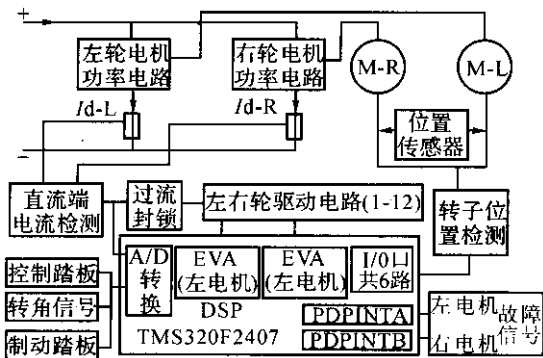 +
左轮电机
功率电路
右轮电机
功率电路
M-R
M-L
Id-L
Id-R
位置
传感器
−
直流端
电流检测
过流
封锁
左右轮驱动电路(1-12)
转子位
置检测
A/D
转换
EVA
(左电机)
EVA
(左电机)
I/0口
共6路
控制踏板
转角信号
制动踏板
DSP
TMS320F2407
PDPINTA
PDPINTB
左电机
右电机
故障
信号